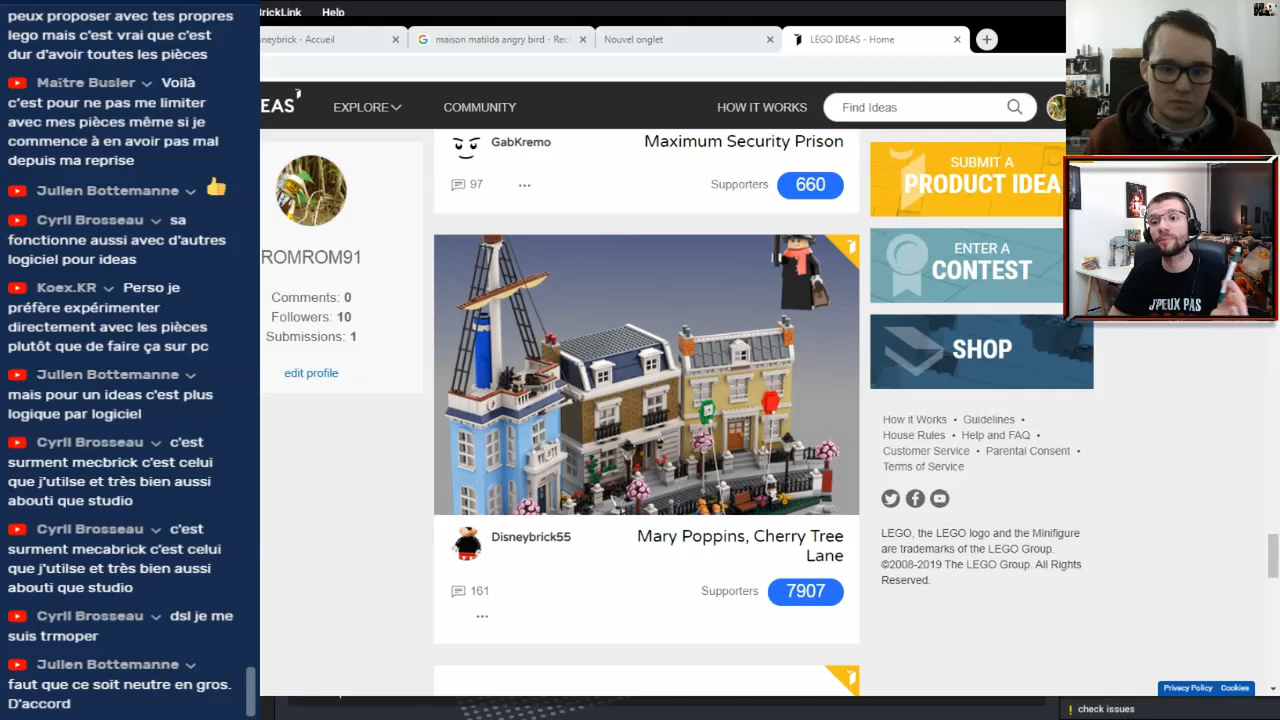 peux proposer avec tes propres
lego mais c'est vrai que c'est
dur d'avoir toutes les pièces
Maître Busler Voilà
c'est pour ne pas me limiter
avec mes pièces même si je
commence à en avoir pas mal
depuis ma reprise
Julien Bottemanne
Cyril Brosseau sa
fonctionne aussi avec d'autres
logiciel pour ideas
Koex.KR Perso je
préfère expérimenter
directement avec les pièces
plutôt que de faire ça sur pc
Julien Bottemanne
mais pour un ideas c'est plus
logique par logiciel
Cyril Brosseau c'est
surment mecbrick c'est celui
que j'utilse et très bien aussi
abouti que studio
Cyril Brosseau c'est
surment mecabrick c'est celui
que j'utilse et très bien aussi
abouti que studio
Cyril Brosseau dsl je me
suis trmoper
Julien Bottemanne
faut que ce soit neutre en gros.
D'accord
BrickLink Help
neybrick - Accueil
maison matilda angry bird - Rec
Nouvel onglet
LEGO IDEAS - Home
EAS
EXPLORE
COMMUNITY
HOW IT WORKS
Find Ideas
ROMROM91
Comments: 0
Followers: 10
Submissions: 1
edit profile
GabKremo
Maximum Security Prison
97
...
Supporters 660
Disneybrick55
Mary Poppins, Cherry Tree
Lane
161
Supporters 7907
...
SUBMIT A
PRODUCT IDEA
ENTER A
CONTEST
SHOP
How it Works • Guidelines •
House Rules • Help and FAQ •
Customer Service • Parental Consent •
Terms of Service
LEGO, the LEGO logo and the Minifigure
are trademarks of the LEGO Group.
©2008-2019 The LEGO Group. All Rights
Reserved.
J'PEUX PAS
Privacy Policy Cookies
! check issues